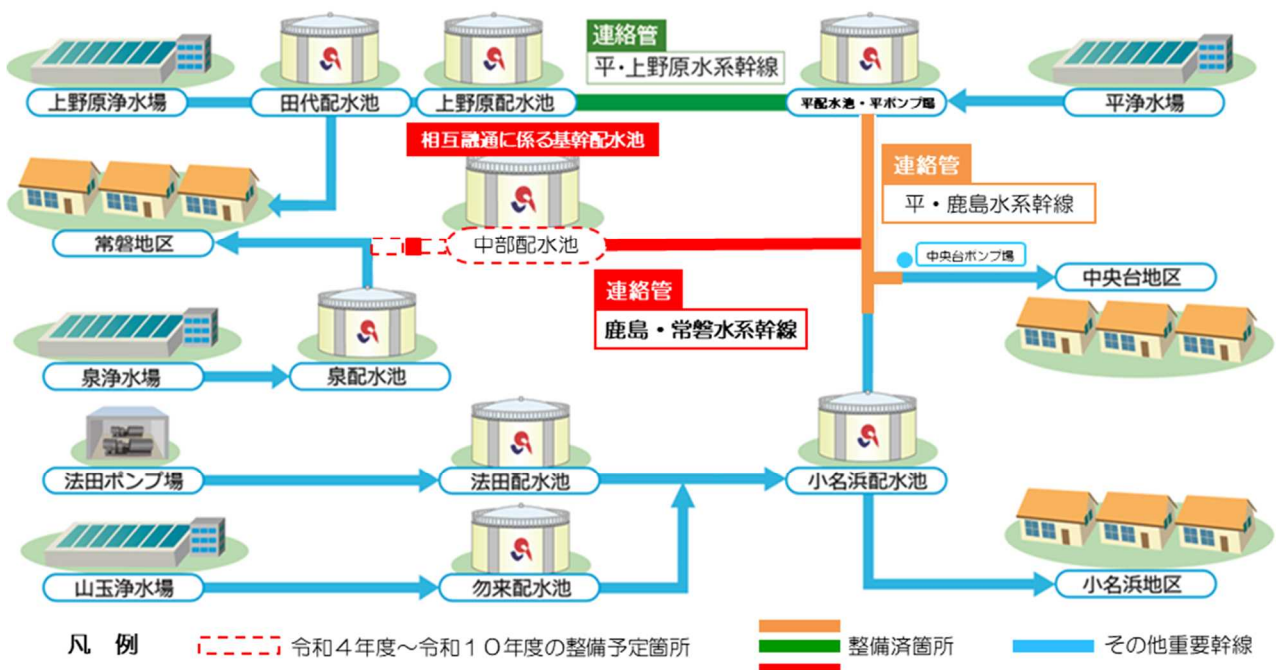 連絡管
平・上野原水系幹線
上野原浄水場
田代配水池
上野原配水池
平配水池・平ポンプ場
平浄水場
相互融通に係る基幹配水池
連絡管
平・鹿島水系幹線
常磐地区
中部配水池
中央台ポンプ場
中央台地区
連絡管
鹿島・常磐水系幹線
泉浄水場
泉配水池
法田ポンプ場
法田配水池
小名浜配水池
山玉浄水場
勿来配水池
小名浜地区
凡 例
令和4年度～令和10年度の整備予定箇所
整備済箇所
その他重要幹線